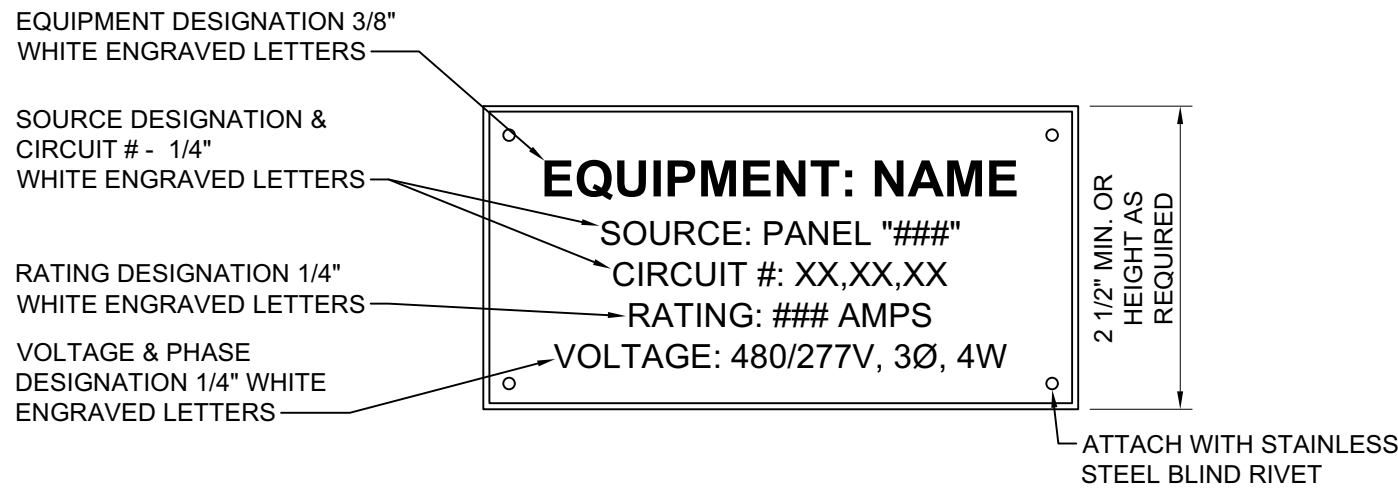 EQUIPMENT DESIGNATION 3/8"
WHITE ENGRAVED LETTERS
SOURCE DESIGNATION &
CIRCUIT # - 1/4"
WHITE ENGRAVED LETTERS
RATING DESIGNATION 1/4"
WHITE ENGRAVED LETTERS
VOLTAGE & PHASE
DESIGNATION 1/4" WHITE
ENGRAVED LETTERS
EQUIPMENT: NAME
SOURCE: PANEL "###"
CIRCUIT #: XX,XX,XX
RATING: ### AMPS
VOLTAGE: 480/277V, 3Ø, 4W
2 1/2" MIN. OR
HEIGHT AS
REQUIRED
ATTACH WITH STAINLESS
STEEL BLIND RIVET